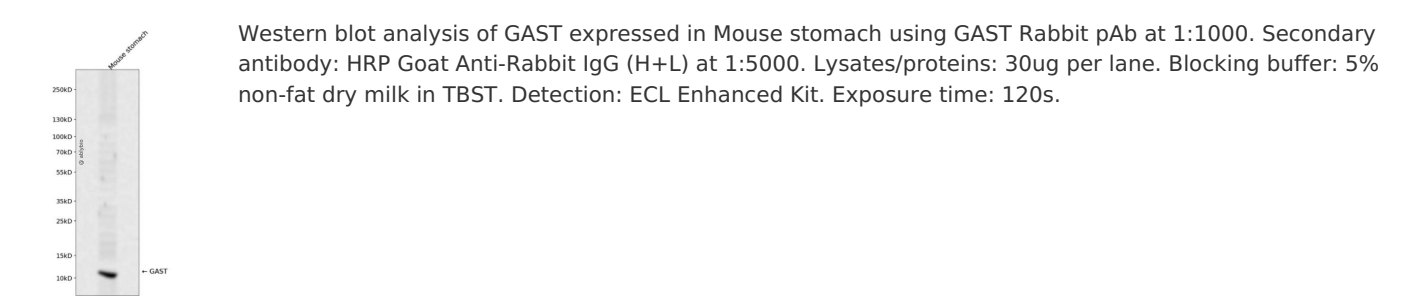 Mouse stomach
250kD
130kD
100kD
70kD
55kD
35kD
25kD
15kD
10kD
@ ablybio
← GAST
Western blot analysis of GAST expressed in Mouse stomach using GAST Rabbit pAb at 1:1000. Secondary
antibody: HRP Goat Anti-Rabbit IgG (H+L) at 1:5000. Lysates/proteins: 30ug per lane. Blocking buffer: 5%
non-fat dry milk in TBST. Detection: ECL Enhanced Kit. Exposure time: 120s.